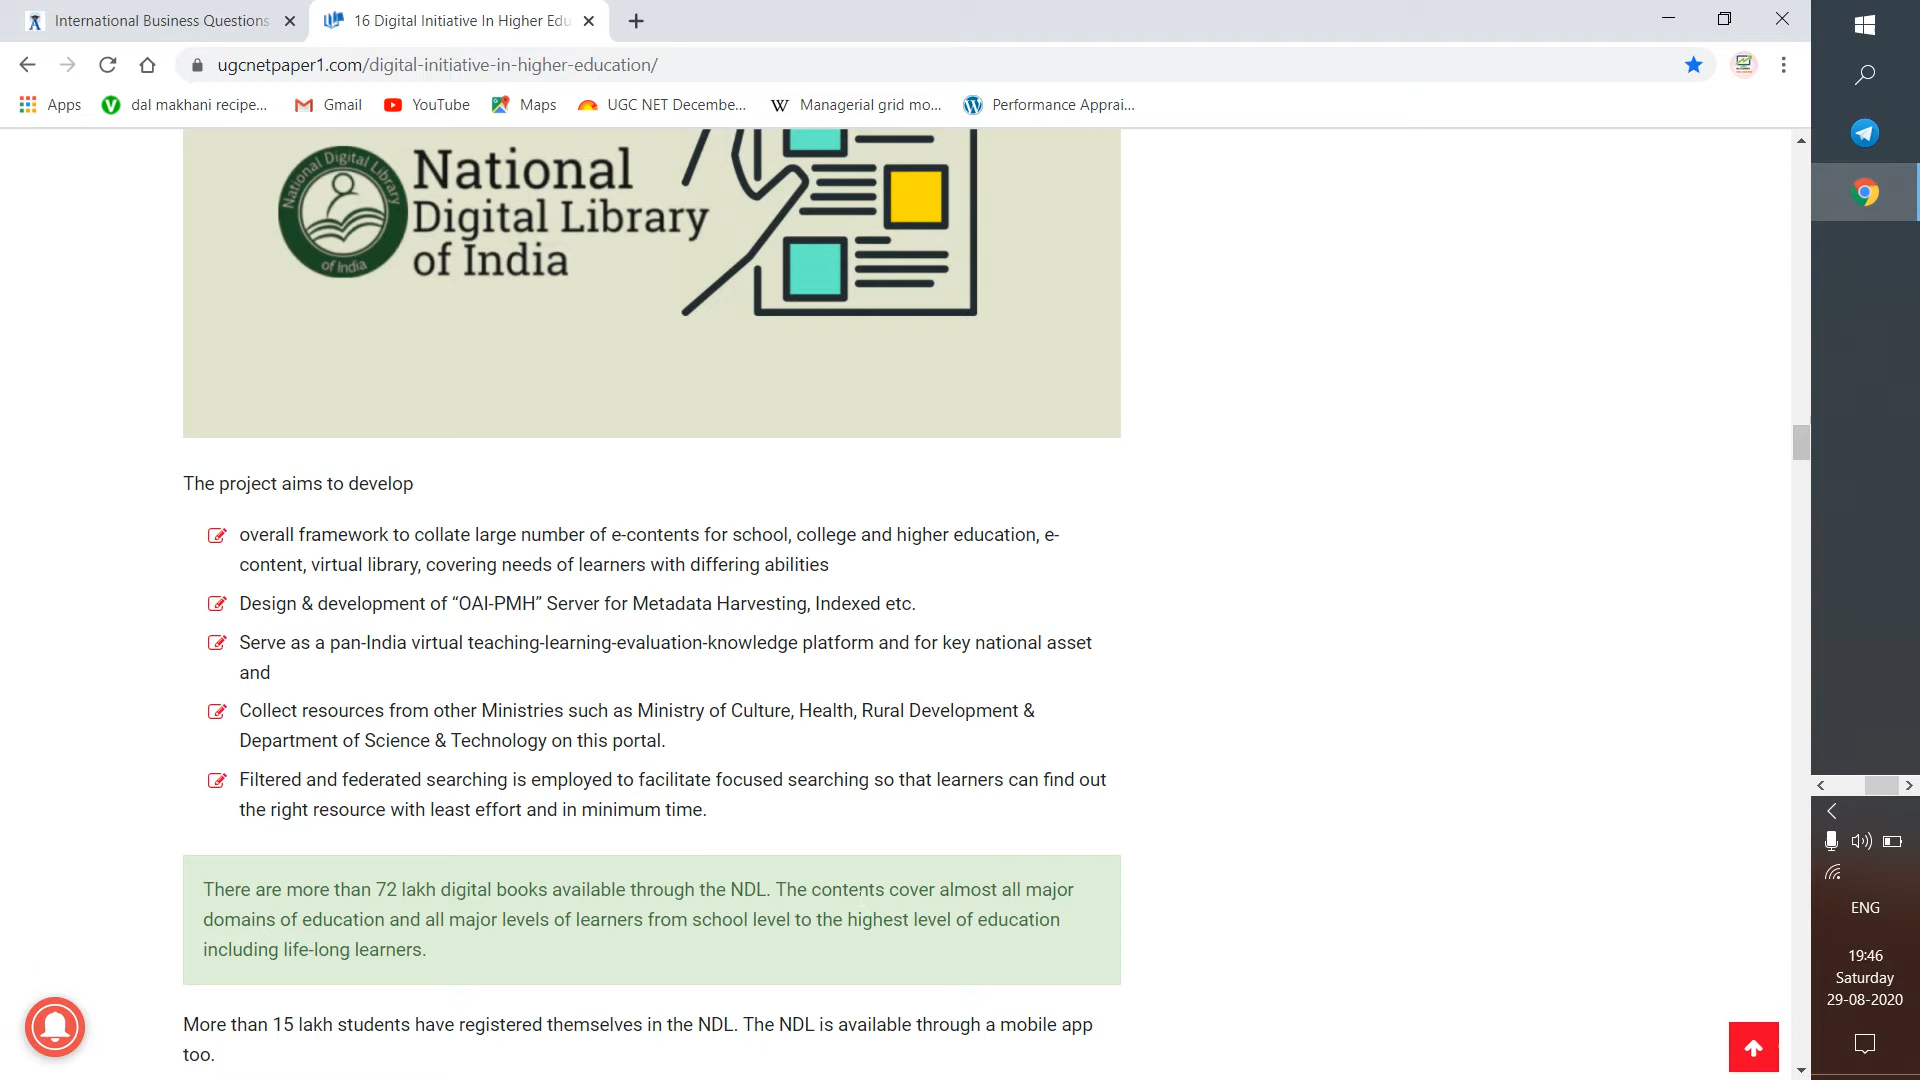 International Business Questions
16 Digital Initiative In Higher Edu
ugcnetpaper1.com/digital-initiative-in-higher-education/
Apps
dal makhani recipe...
Gmail
YouTube
Maps
UGC NET Decembe...
W Managerial grid mo...
Performance Apprai...
National Digital Library
of India
National
Digital Library
of India
The project aims to develop
overall framework to collate large number of e-contents for school, college and higher education, e-
content, virtual library, covering needs of learners with differing abilities
Design & development of “OAI-PMH” Server for Metadata Harvesting, Indexed etc.
Serve as a pan-India virtual teaching-learning-evaluation-knowledge platform and for key national asset
and
Collect resources from other Ministries such as Ministry of Culture, Health, Rural Development &
Department of Science & Technology on this portal.
Filtered and federated searching is employed to facilitate focused searching so that learners can find out
the right resource with least effort and in minimum time.
There are more than 72 lakh digital books available through the NDL. The contents cover almost all major
domains of education and all major levels of learners from school level to the highest level of education
including life-long learners.
More than 15 lakh students have registered themselves in the NDL. The NDL is available through a mobile app
too.
ENG
19:46
Saturday
29-08-2020